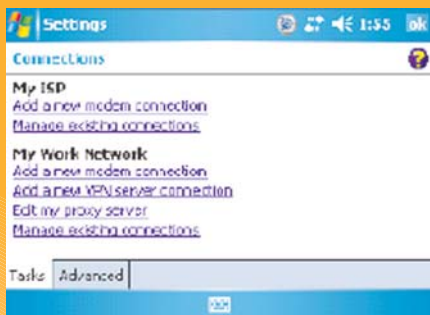 Settings 1:55 ok
Connections
My ISP
Add a new modem connection
Manage existing connections
My Work Network
Add a new modem connection
Add a new VPN server connection
Edit my proxy server
Manage existing connections
Tasks Advanced